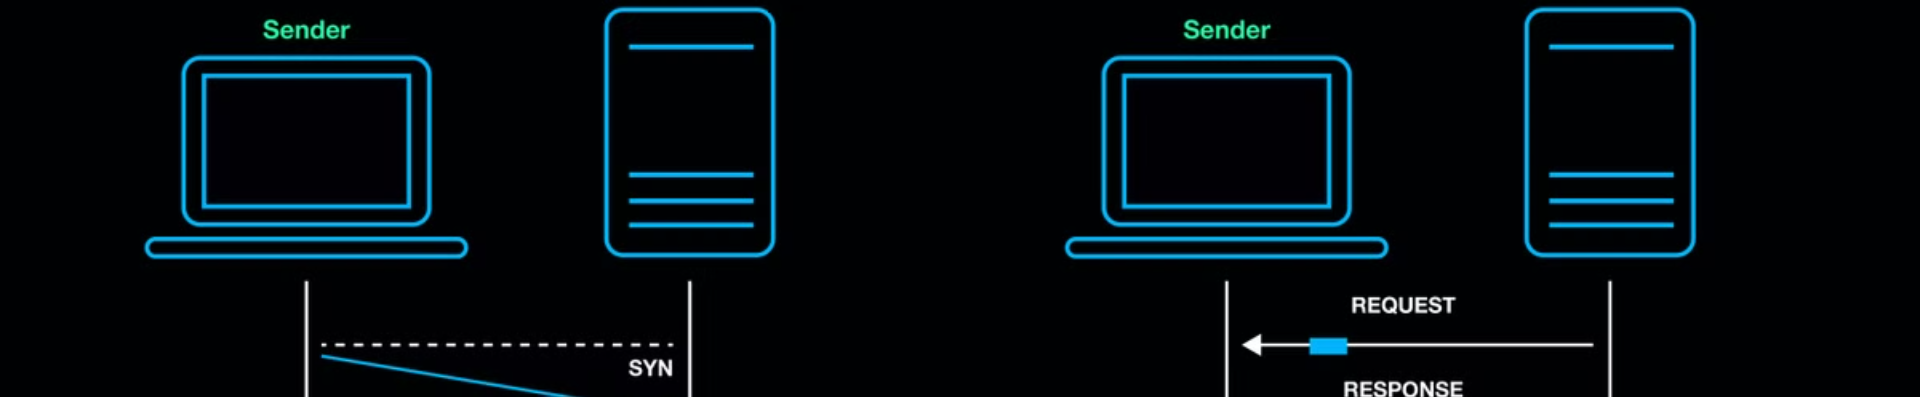 Sender
Sender
REQUEST
SYN
RESPONSE